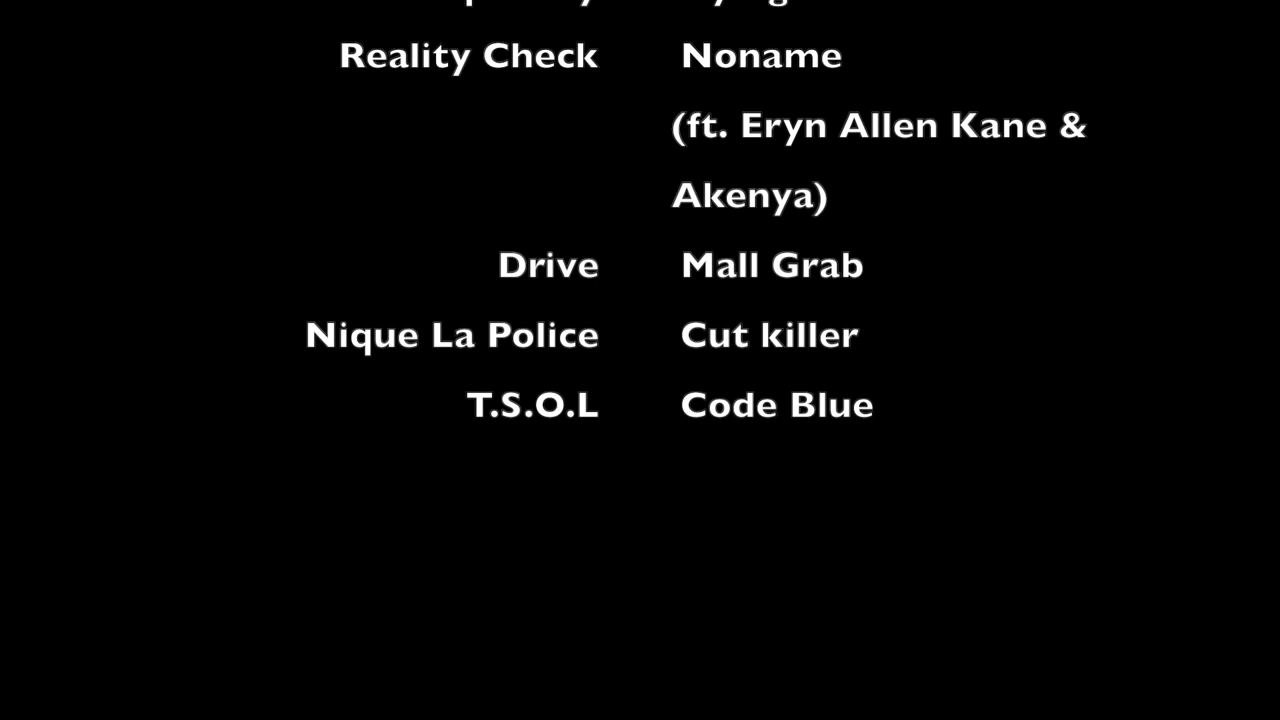 Reality Check Noname
(ft. Eryn Allen Kane &
Akenya)
Drive Mall Grab
Nique La Police Cut killer
T.S.O.L Code Blue